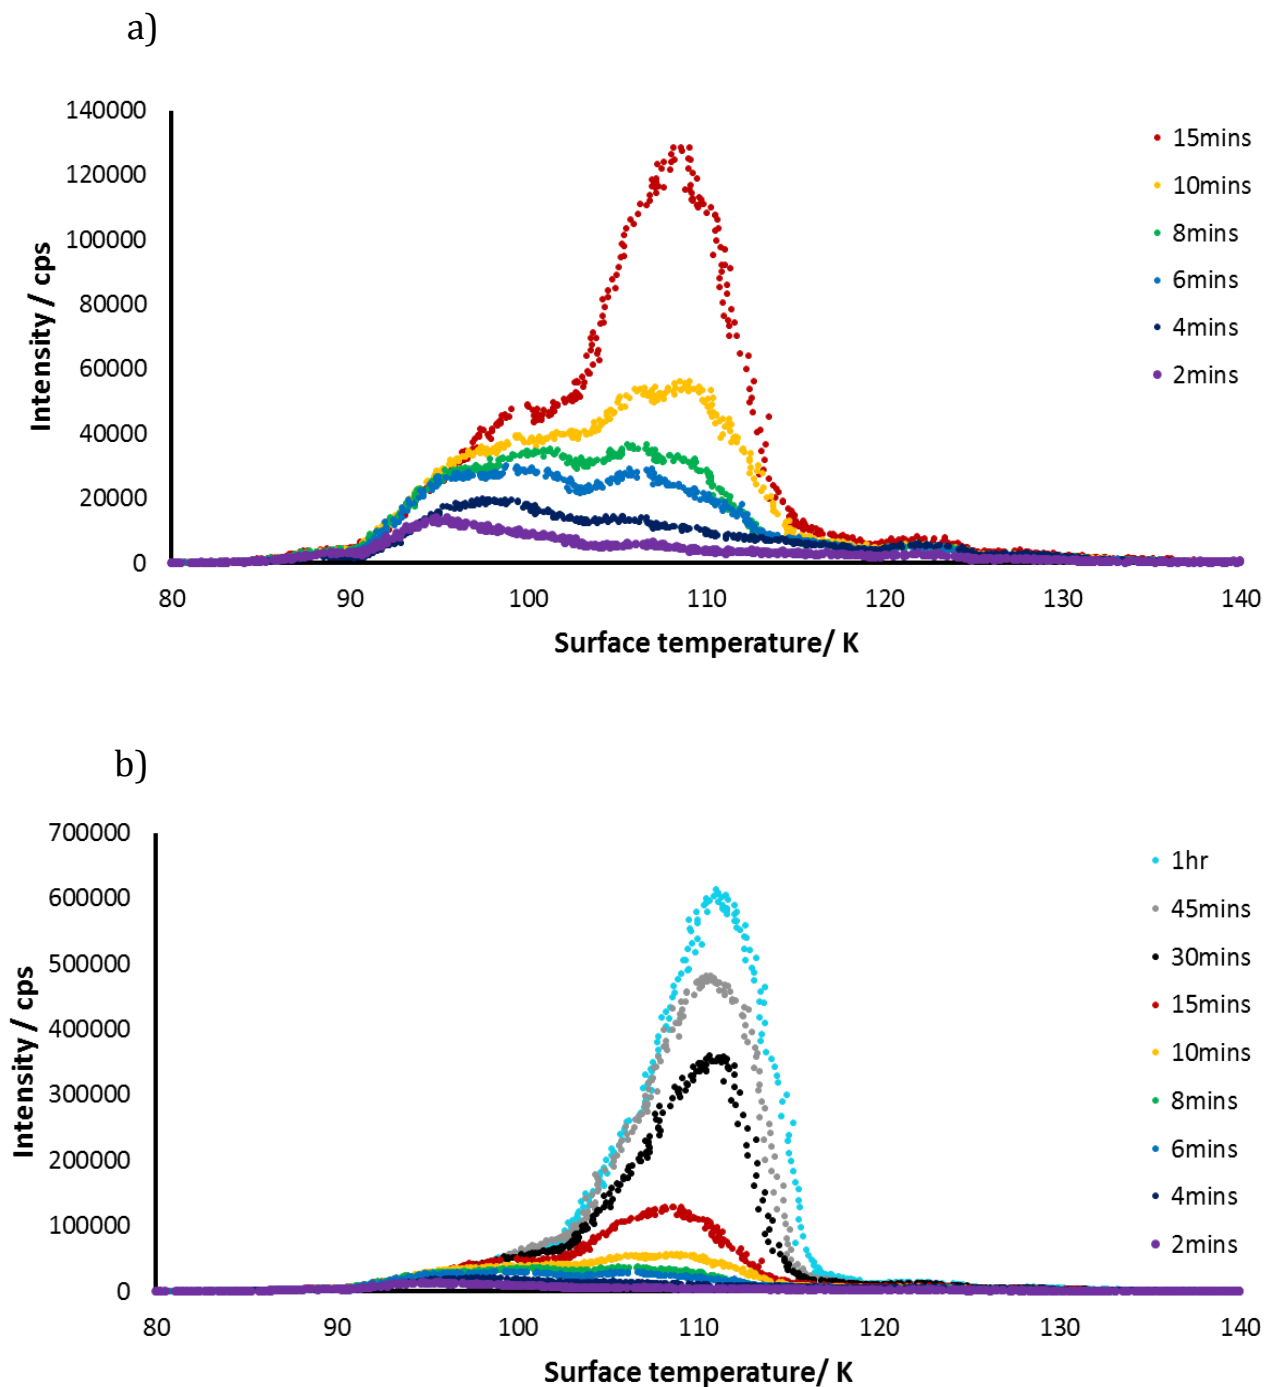 a)
140000
120000
100000
80000
60000
40000
20000
0
Intensity / cps
80 90 100 110 120 130 140
Surface temperature/ K
15mins
10mins
8mins
6mins
4mins
2mins
b)
700000
600000
500000
400000
300000
200000
100000
0
Intensity / cps
80 90 100 110 120 130 140
Surface temperature/ K
1hr
45mins
30mins
15mins
10mins
8mins
6mins
4mins
2mins